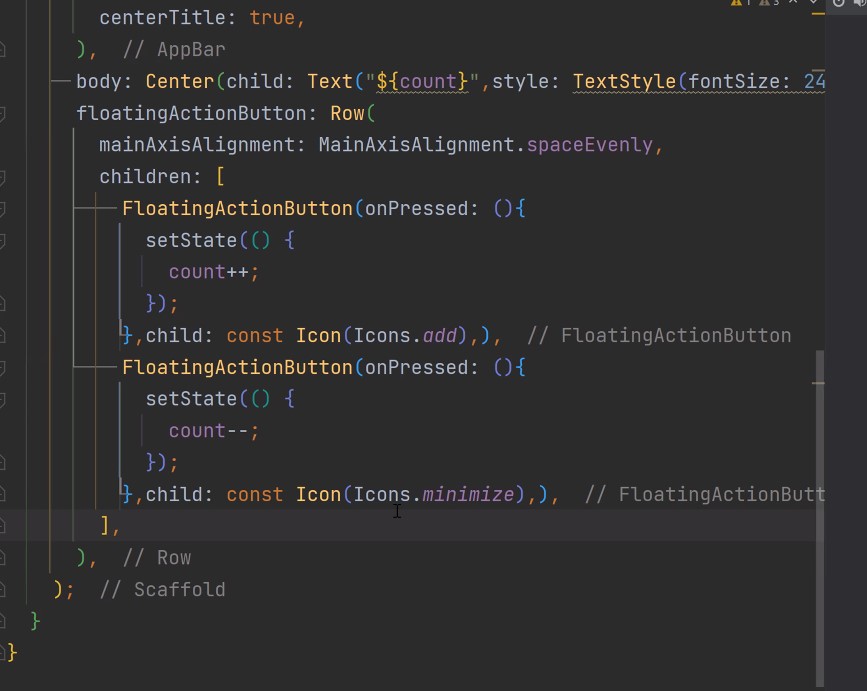 centerTitle: true,
), // AppBar
body: Center(child: Text("${count}",style: TextStyle(fontSize: 24
floatingActionButton: Row(
mainAxisAlignment: MainAxisAlignment.spaceEvenly,
children: [
FloatingActionButton(onPressed: (){
setState(() {
count++;
});
},child: const Icon(Icons.add),), // FloatingActionButton
FloatingActionButton(onPressed: (){
setState(() {
count--;
});
},child: const Icon(Icons.minimize),), // FloatingActionButt
],
), // Row
); // Scaffold
}
}